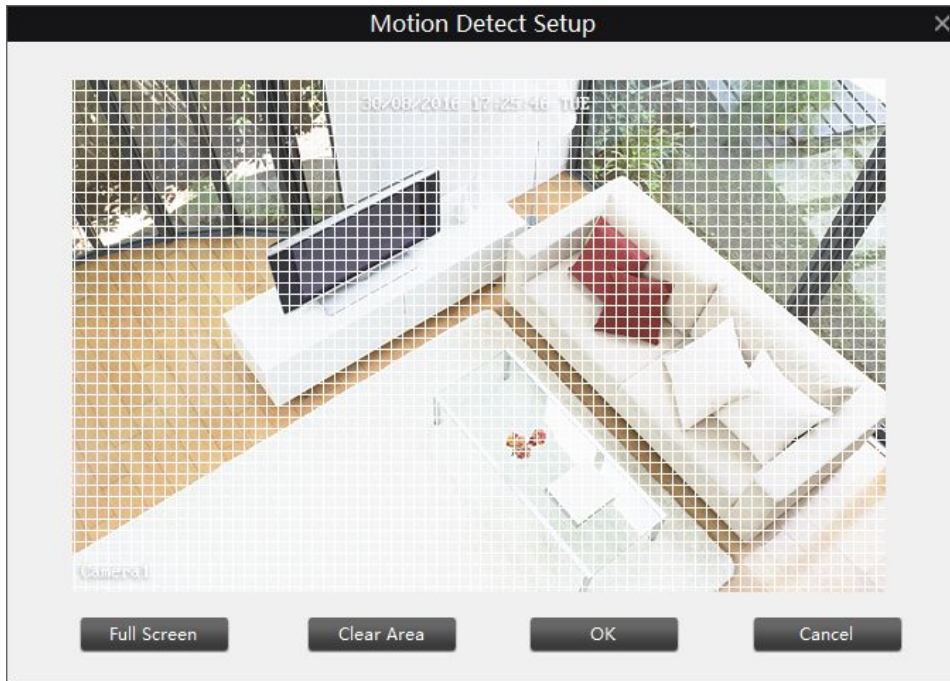 Motion Detect Setup
30/08/2016 17:25:46 TUE
Camera1
Full Screen
Clear Area
OK
Cancel